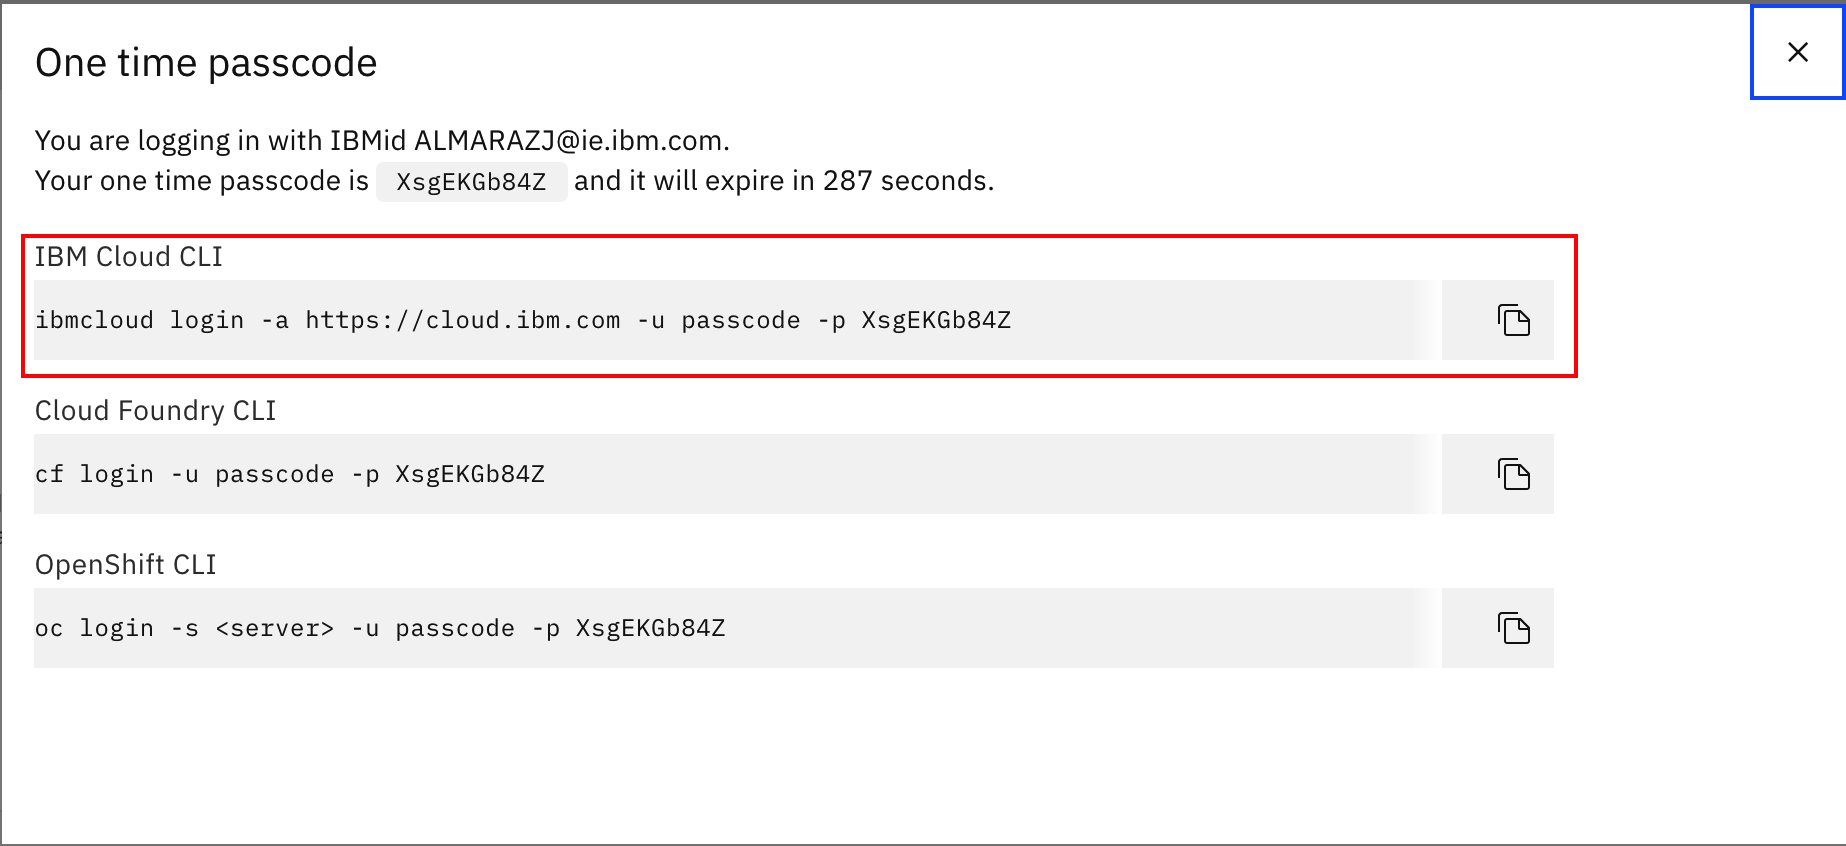 One time passcode
You are logging in with IBMid ALMARAZJ@ie.ibm.com.
Your one time passcode is XsgEKGb84Z and it will expire in 287 seconds.
IBM Cloud CLI
ibmcloud login -a https://cloud.ibm.com -u passcode -p XsgEKGb84Z
Cloud Foundry CLI
cf login -u passcode -p XsgEKGb84Z
OpenShift CLI
oc login -s <server> -u passcode -p XsgEKGb84Z